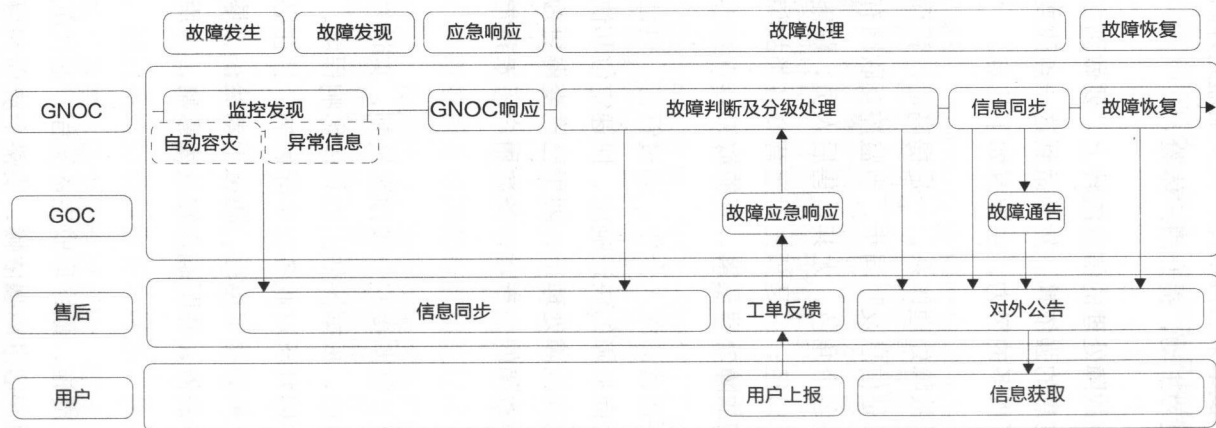 故障发生
故障发现
应急响应
故障处理
故障恢复
GNOC
监控发现
GNOC响应
故障判断及分级处理
信息同步
故障恢复
自动容灾
异常信息
GOC
故障应急响应
故障通告
售后
信息同步
工单反馈
对外公告
用户
用户上报
信息获取